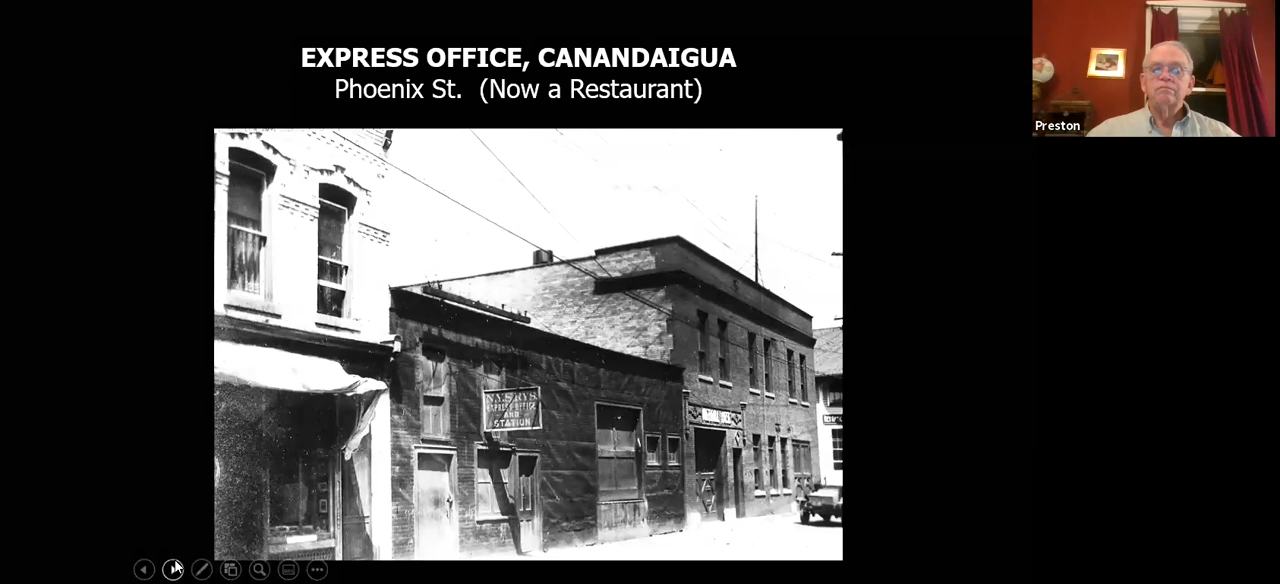 EXPRESS OFFICE, CANANDAIGUA
Phoenix St. (Now a Restaurant)
Preston
N.Y.S.RYS.
EXPRESS OFFICE
AND
STATION